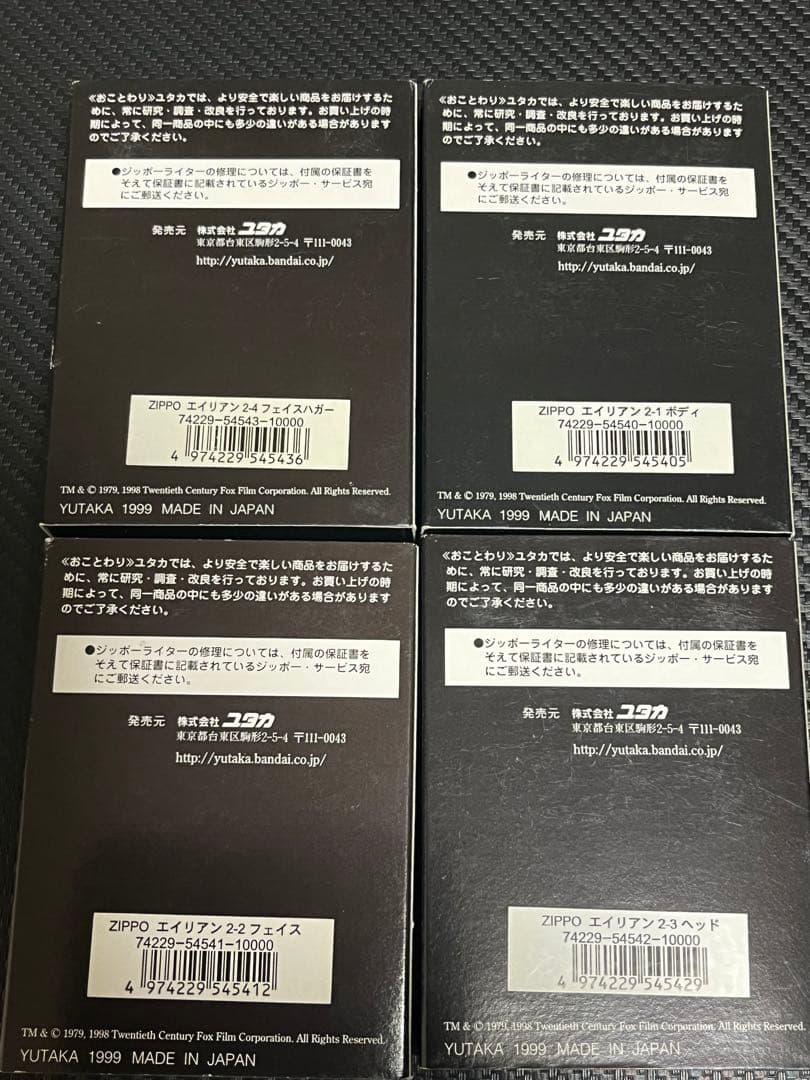 ≪おことわり≫ユタカでは、より安全で楽しい商品をお届けするた
めに、常に研究・調査・改良を行っております。お買い上げの時
期によって、同一商品の中にも多少の違いがある場合があります
のでご了承ください。
●ジッポーライターの修理については、付属の保証書を
そえて保証書に記載されているジッポー・サービス宛
にご郵送ください。
発売元 株式会社ユタカ
東京都台東区駒形2-5-4 〒111-0043
http://yutaka.bandai.co.jp/
ZIPPO エイリアン 2-4 フェイスハガー
74229-54543-10000
4 974229 545436
TM & © 1979, 1998 Twentieth Century Fox Film Corporation. All Rights Reserved.
YUTAKA 1999 MADE IN JAPAN
≪おことわり≫ユタカでは、より安全で楽しい商品をお届けするた
めに、常に研究・調査・改良を行っております。お買い上げの時
期によって、同一商品の中にも多少の違いがある場合があります
のでご了承ください。
●ジッポーライターの修理については、付属の保証書を
そえて保証書に記載されているジッポー・サービス宛
にご郵送ください。
発売元 株式会社ユタカ
東京都台東区駒形2-5-4 〒111-0043
http://yutaka.bandai.co.jp/
ZIPPO エイリアン 2-1 ボディ
74229-54540-10000
4 974229 545405
TM & © 1979, 1998 Twentieth Century Fox Film Corporation. All Rights Reserved.
YUTAKA 1999 MADE IN JAPAN
≪おことわり≫ユタカでは、より安全で楽しい商品をお届けするた
めに、常に研究・調査・改良を行っております。お買い上げの時
期によって、同一商品の中にも多少の違いがある場合があります
のでご了承ください。
●ジッポーライターの修理については、付属の保証書を
そえて保証書に記載されているジッポー・サービス宛
にご郵送ください。
発売元 株式会社ユタカ
東京都台東区駒形2-5-4 〒111-0043
http://yutaka.bandai.co.jp/
ZIPPO エイリアン 2-2 フェイス
74229-54541-10000
4 974229 545412
TM & © 1979, 1998 Twentieth Century Fox Film Corporation. All Rights Reserved.
YUTAKA 1999 MADE IN JAPAN
≪おことわり≫ユタカでは、より安全で楽しい商品をお届けするた
めに、常に研究・調査・改良を行っております。お買い上げの時
期によって、同一商品の中にも多少の違いがある場合があります
のでご了承ください。
●ジッポーライターの修理については、付属の保証書を
そえて保証書に記載されているジッポー・サービス宛
にご郵送ください。
発売元 株式会社ユタカ
東京都台東区駒形2-5-4 〒111-0043
http://yutaka.bandai.co.jp/
ZIPPO エイリアン 2-3 ヘッド
74229-54542-10000
4 974229 545429
TM & © 1979, 1998 Twentieth Century Fox Film Corporation. All Rights Reserved.
YUTAKA 1999 MADE IN JAPAN